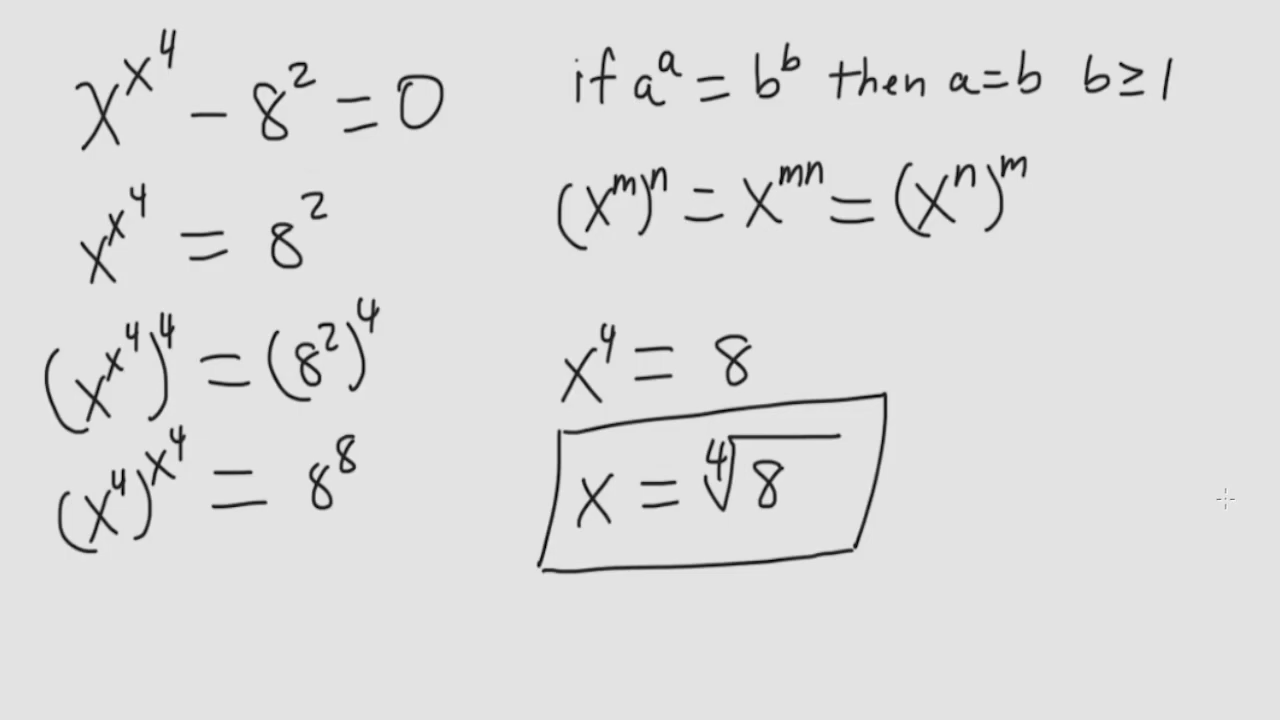 x^{x^4} - 8^2 = 0
x^{x^4} = 8^2
(x^{x^4})^4 = (8^2)^4
(x^4)^{x^4} = 8^8
if a^a = b^b then a=b b≥1
(x^m)^n = x^{mn} = (x^n)^m
x^4 = 8
x = ∜8